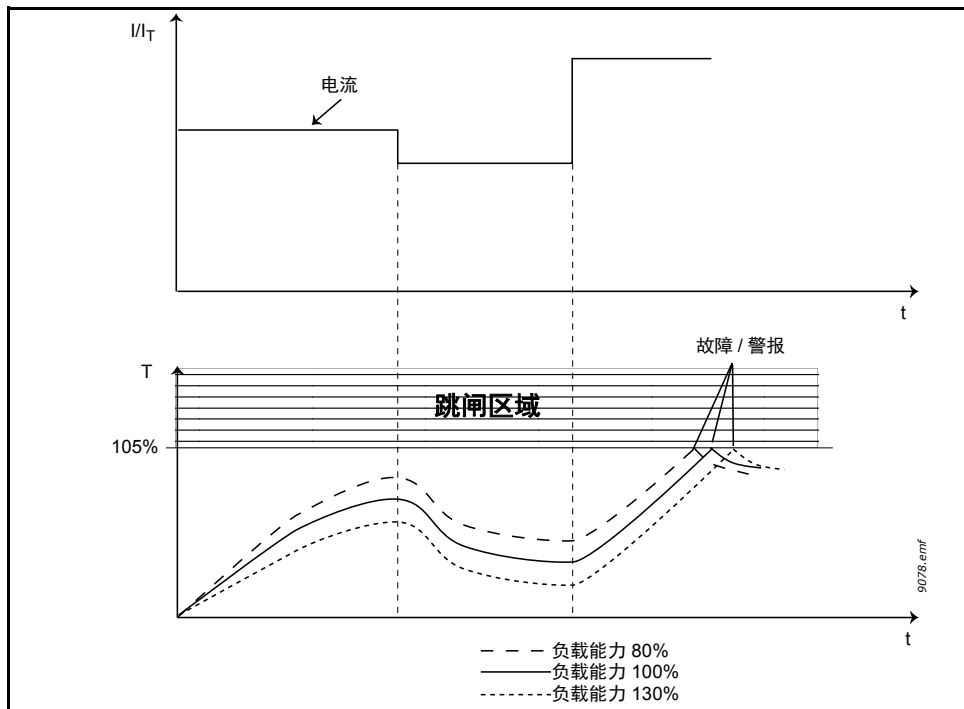 I/IT
电流
t
故障 / 警报
T
跳闸区域
105%
9078.emf
t
负载能力 80%
负载能力 100%
负载能力 130%